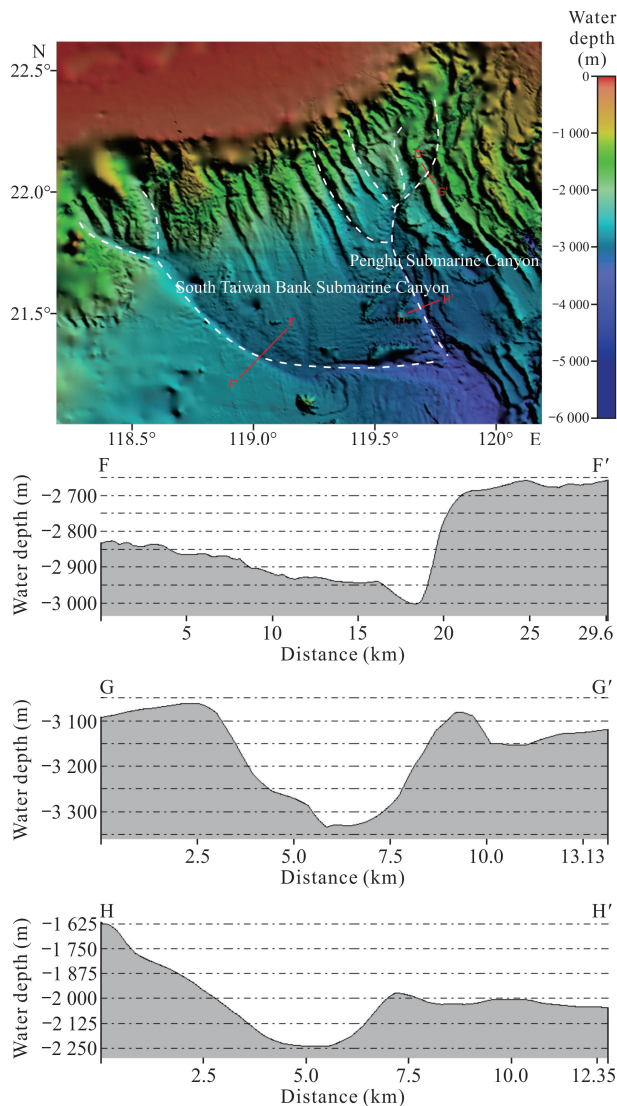 Water
depth
(m)
N
22.5°
22.0°
21.5°
118.5°
119.0°
119.5°
120°
E
0
−1 000
−2 000
−3 000
−4 000
−5 000
−6 000
G
G'
Penghu Submarine Canyon
South Taiwan Bank Submarine Canyon
H'
F
F'
F
F′
Water depth (m)
−2 700
−2 800
−2 900
−3 000
5
10
15
20
25
29.6
Distance (km)
G
G′
Water depth (m)
−3 100
−3 200
−3 300
2.5
5.0
7.5
10.0
13.13
Distance (km)
H
H′
Water depth (m)
−1 625
−1 750
−1 875
−2 000
−2 125
−2 250
2.5
5.0
7.5
10.0
12.35
Distance (km)